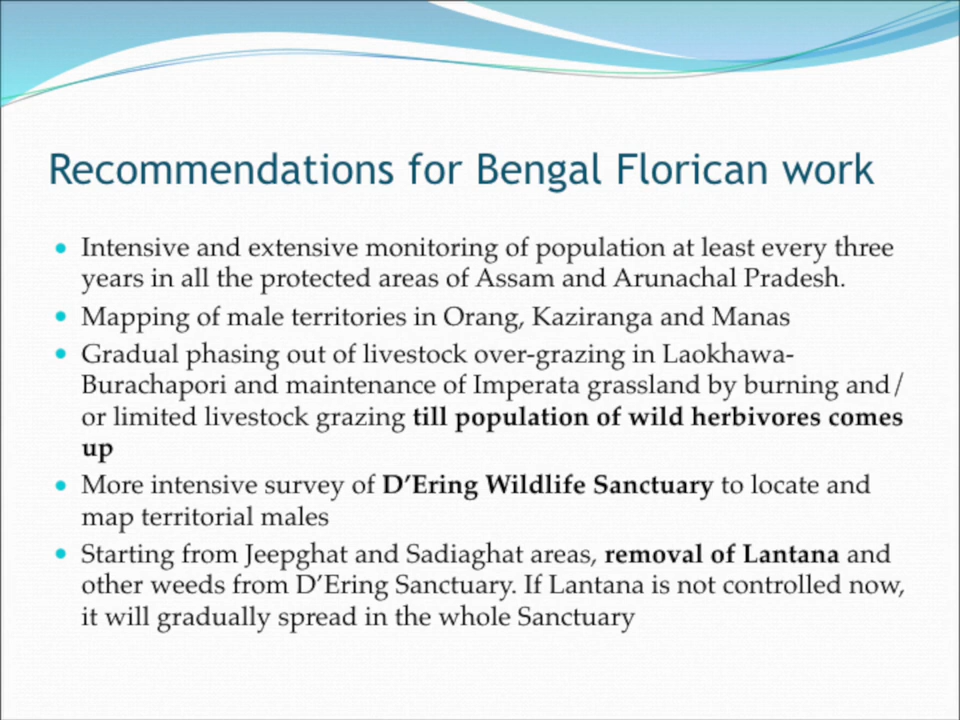 Recommendations for Bengal Florican work
• Intensive and extensive monitoring of population at least every three
years in all the protected areas of Assam and Arunachal Pradesh.
• Mapping of male territories in Orang, Kaziranga and Manas
• Gradual phasing out of livestock over-grazing in Laokhawa-
Burachapori and maintenance of Imperata grassland by burning and/
or limited livestock grazing till population of wild herbivores comes
up
• More intensive survey of D’Ering Wildlife Sanctuary to locate and
map territorial males
• Starting from Jeepghat and Sadiaghat areas, removal of Lantana and
other weeds from D’Ering Sanctuary. If Lantana is not controlled now,
it will gradually spread in the whole Sanctuary